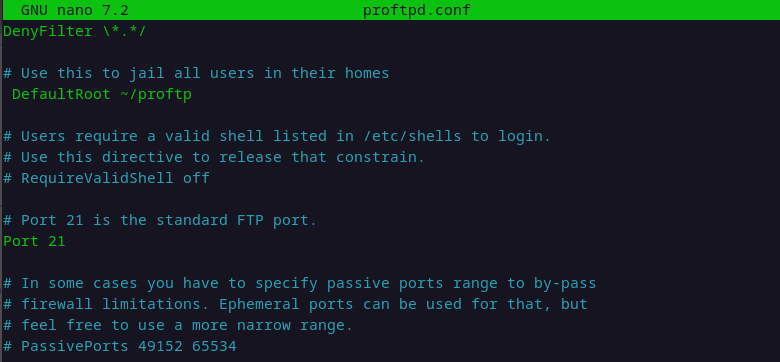 GNU nano 7.2 proftpd.conf
DenyFilter \*.*/
# Use this to jail all users in their homes
DefaultRoot ~/proftp
# Users require a valid shell listed in /etc/shells to login.
# Use this directive to release that constrain.
# RequireValidShell off
# Port 21 is the standard FTP port.
Port 21
# In some cases you have to specify passive ports range to by-pass
# firewall limitations. Ephemeral ports can be used for that, but
# feel free to use a more narrow range.
# PassivePorts 49152 65534